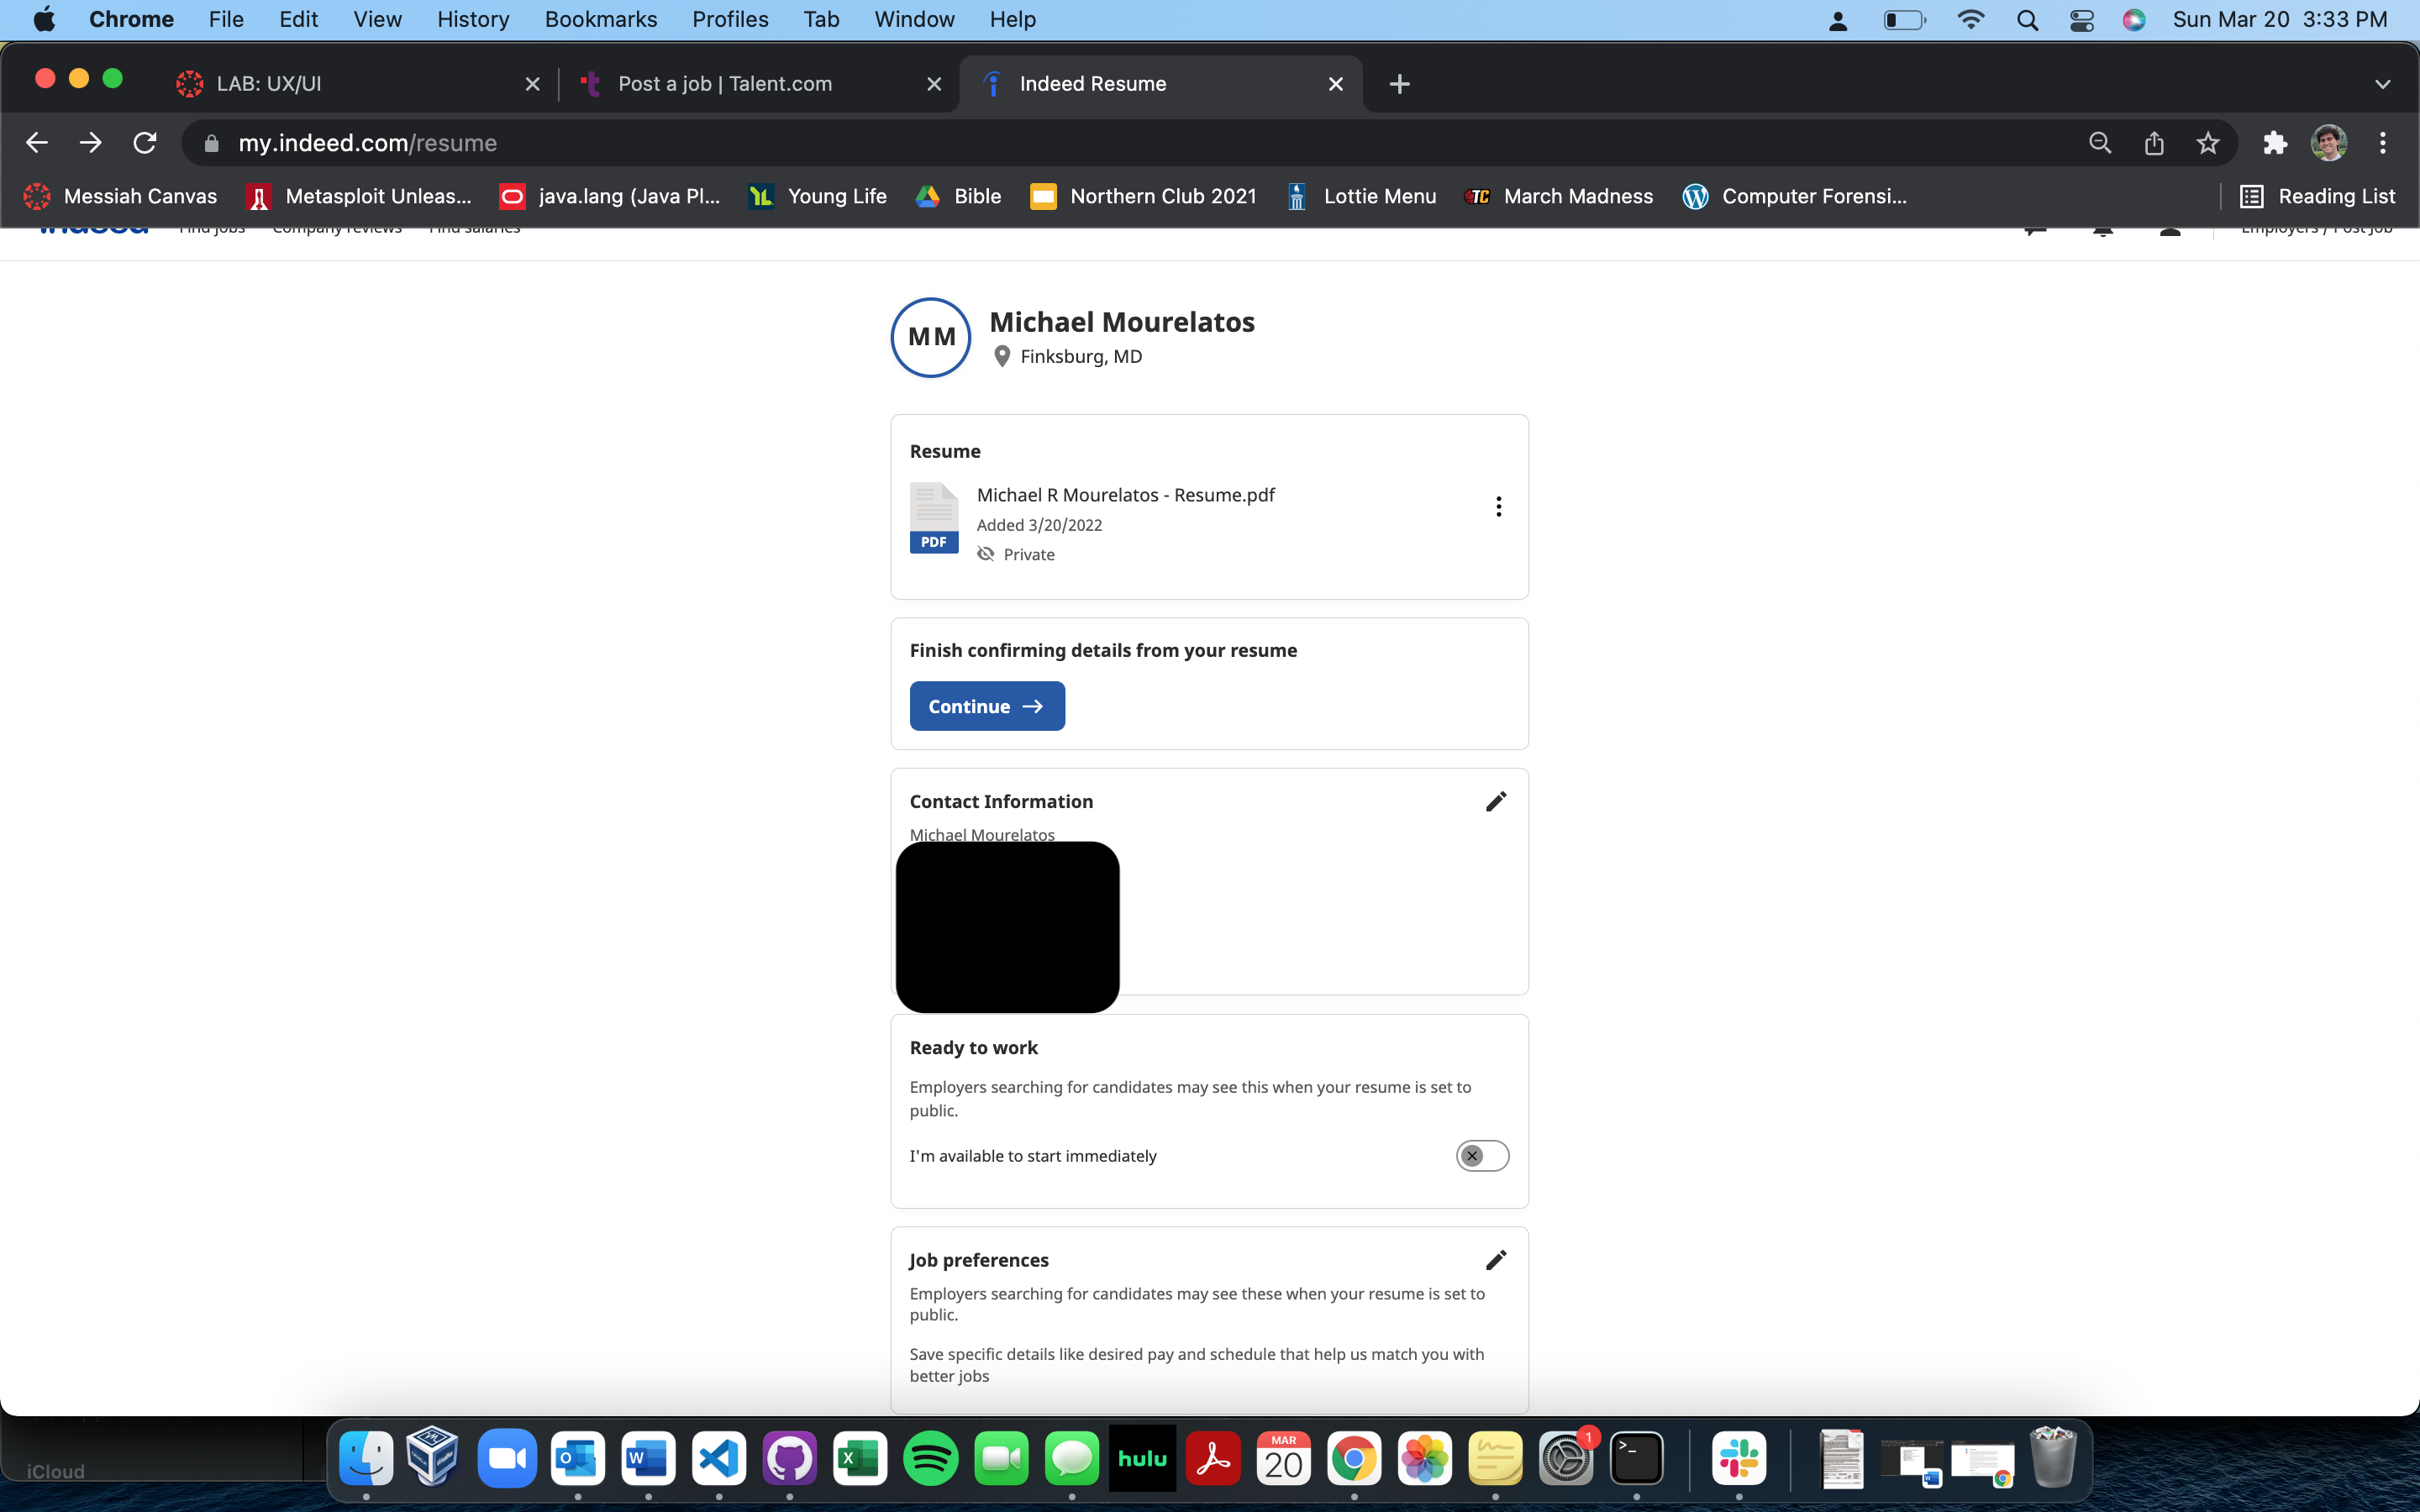 Chrome File Edit View History Bookmarks Profiles Tab Window Help Sun Mar 20 3:33 PM
LAB: UX/UI Post a job | Talent.com Indeed Resume
my.indeed.com/resume
Messiah Canvas Metasploit Unleas... java.lang (Java Pl... Young Life Bible Northern Club 2021 Lottie Menu March Madness Computer Forensi... Reading List
indeed Find jobs Company reviews Find salaries Employers / Post Job
MM Michael Mourelatos
Finksburg, MD
Resume
Michael R Mourelatos - Resume.pdf
Added 3/20/2022
PDF
Private
Finish confirming details from your resume
Continue
Contact Information
Michael Mourelatos
Ready to work
Employers searching for candidates may see this when your resume is set to
public.
I'm available to start immediately
Job preferences
Employers searching for candidates may see these when your resume is set to
public.
Save specific details like desired pay and schedule that help us match you with
better jobs
hulu
MAR
20
1
iCloud